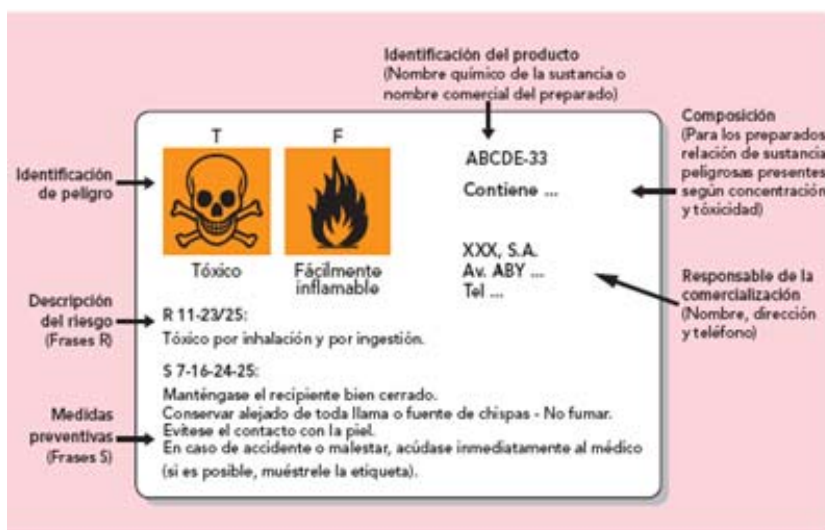 Identificación del producto
(Nombre químico de la sustancia o
nombre comercial del preparado)
Composición
(Para los preparados
relación de sustancia
peligrosas presentes
según concentración
y tóxicidad)
T
F
ABCDE-33
Contiene ...
Identificación
de peligro
Tóxico
Fácilmente
inflamable
XXX, S.A.
Av. ABY ...
Tel ...
Responsable de la
comercialización
(Nombre, dirección
y teléfono)
Descripción
del riesgo
(Frases R)
R 11-23/25:
Tóxico por inhalación y por ingestión.
S 7-16-24-25:
Manténgase el recipiente bien cerrado.
Conservar alejado de toda llama o fuente de chispas - No fumar.
Evítese el contacto con la piel.
En caso de accidente o malestar, acúdase inmediatamente al médico
(si es posible, muéstrele la etiqueta).
Medidas
preventivas
(Frases S)